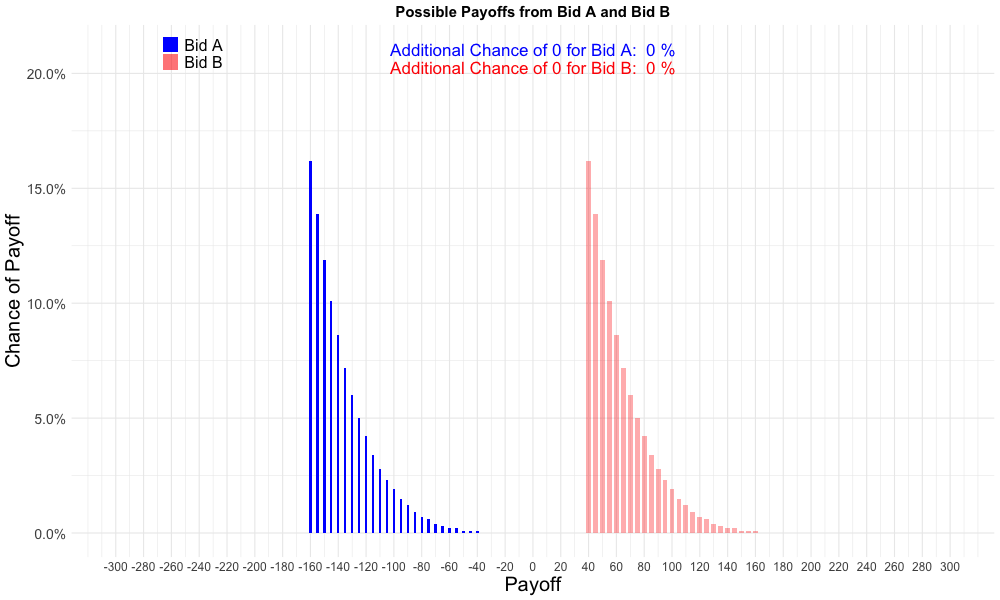 Possible Payoffs from Bid A and Bid B
Bid A
Bid B
Additional Chance of 0 for Bid A:  0 %
Additional Chance of 0 for Bid B:  0 %
Chance of Payoff
20.0%
15.0%
10.0%
5.0%
0.0%
-300 -280 -260 -240 -220 -200 -180 -160 -140 -120 -100 -80 -60 -40 -20 0 20 40 60 80 100 120 140 160 180 200 220 240 260 280 300
Payoff